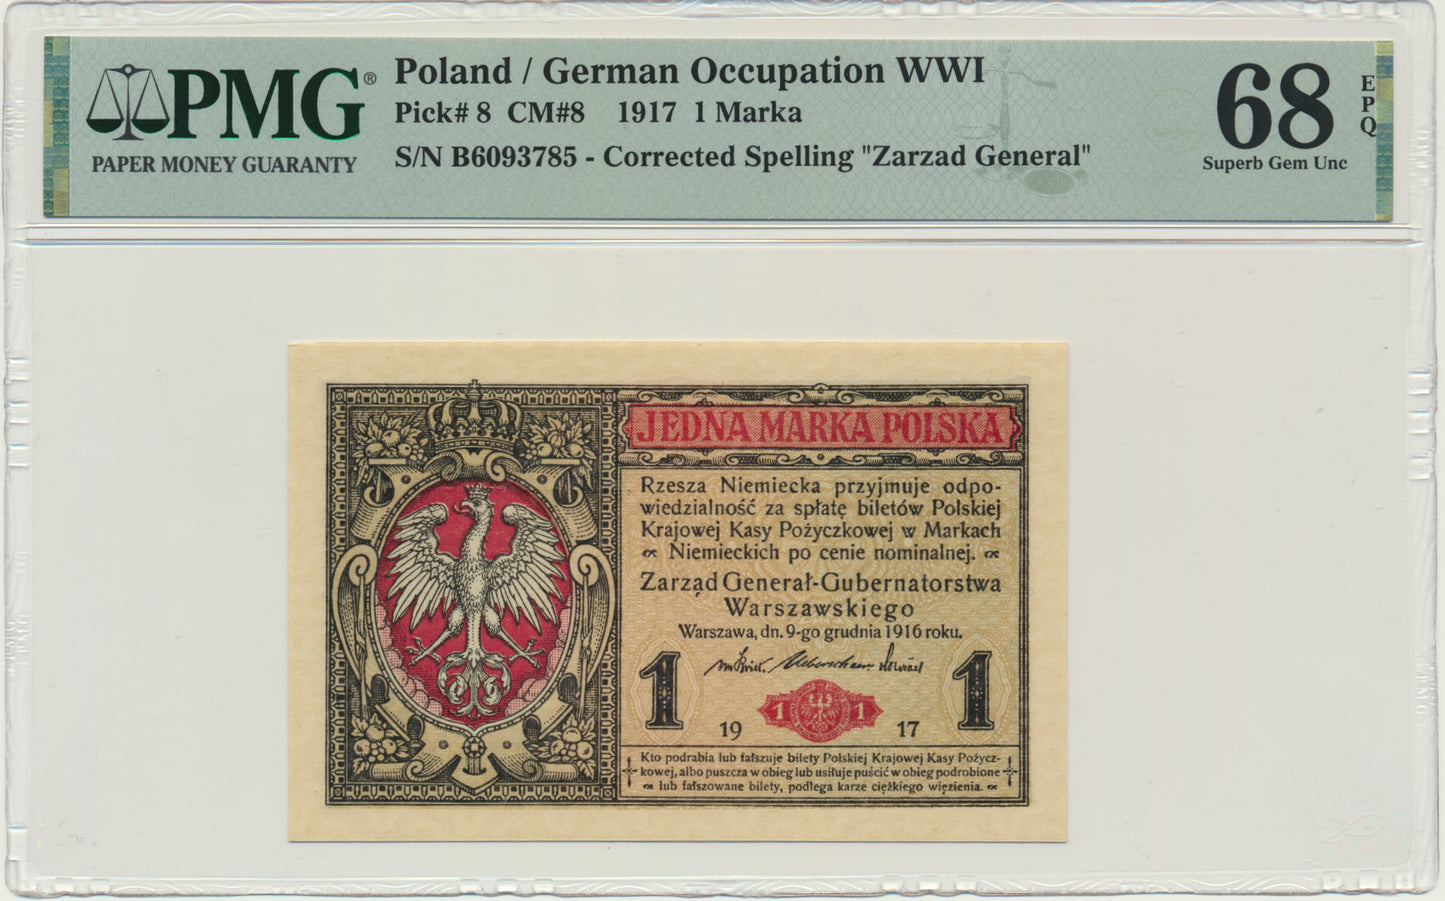 PMG®
PAPER MONEY GUARANTY
Poland / German Occupation WWI
Pick# 8 CM#8 1917 1 Marka
S/N B6093785 - Corrected Spelling "Zarzad General"
68
EPQ
Superb Gem Unc
JEDNA MARKA POLSKA
Rzesza Niemiecka przyjmuje odpo-
wiedzialność za spłatę biletów Polskiej
Krajowej Kasy Pożyczkowej w Markach
Niemieckich po cenie nominalnej.
Zarząd Generał-Gubernatorstwa
Warszawskiego
Warszawa, dn. 9-go grudnia 1916 roku.
1 1
1 1
19 17
Kto podrabia lub fałszuje bilety Polskiej Krajowej Kasy Pożycz-
kowej, albo puszcza w obieg lub usiłuje puścić w obieg podrobione
lub fałszowane bilety, podlega karze ciężkiego więzienia.